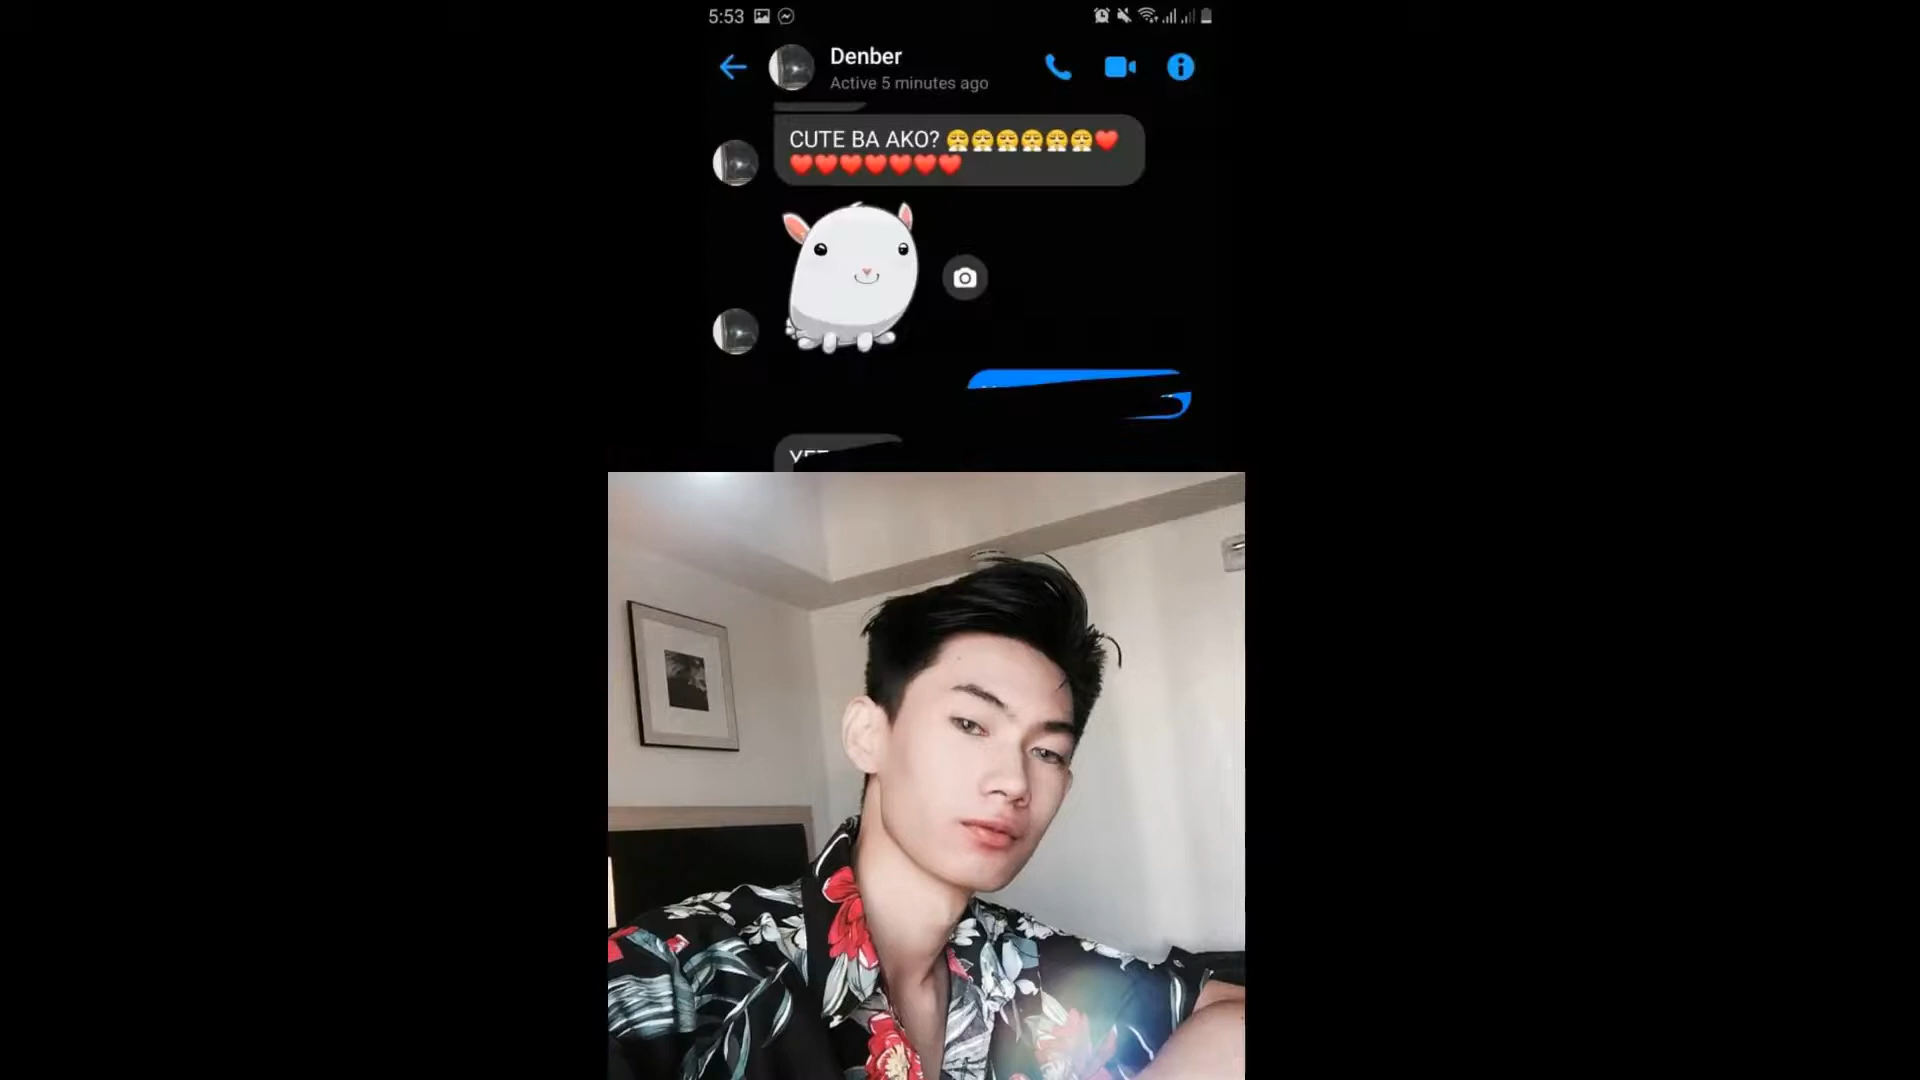 5:53
Denber
Active 5 minutes ago
CUTE BA AKO? 😤😤😤😤😤😤❤️
❤️❤️❤️❤️❤️❤️❤️